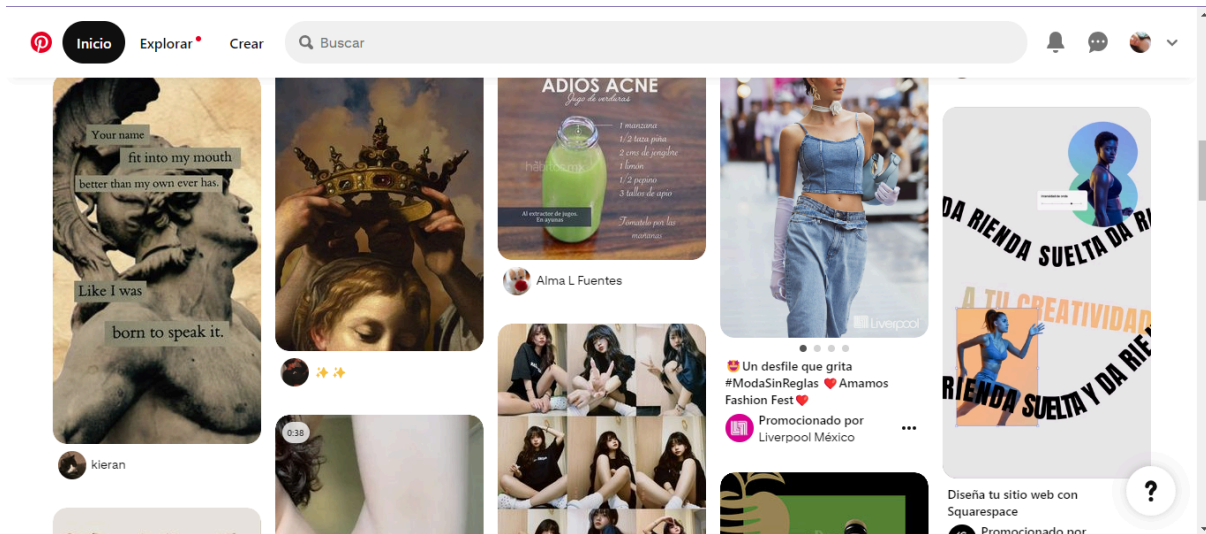 Inicio
Explorar
Crear
Buscar
Your name
fit into my mouth
better than my own ever has.
Like I was
born to speak it.
kieran
✨✨
0:38
ADIOS ACNE
Jugo de verduras
1 manzana
1/2 taza piña
2 cms de jengibre
1 limón
1/2 pepino
3 tallos de apio
Al extractor de jugos.
En ayunas
Tomatelo por las
mañanas
Alma L Fuentes
Liverpool
🤩Un desfile que grita
#ModaSinReglas ❤️Amamos
Fashion Fest❤️
Promocionado por
Liverpool México
DA RIENDA SUELTA DA RI
A TU CREATIVIDAD
RIENDA SUELTA Y DA RIE
Diseña tu sitio web con
Squarespace
Promocionado por
?